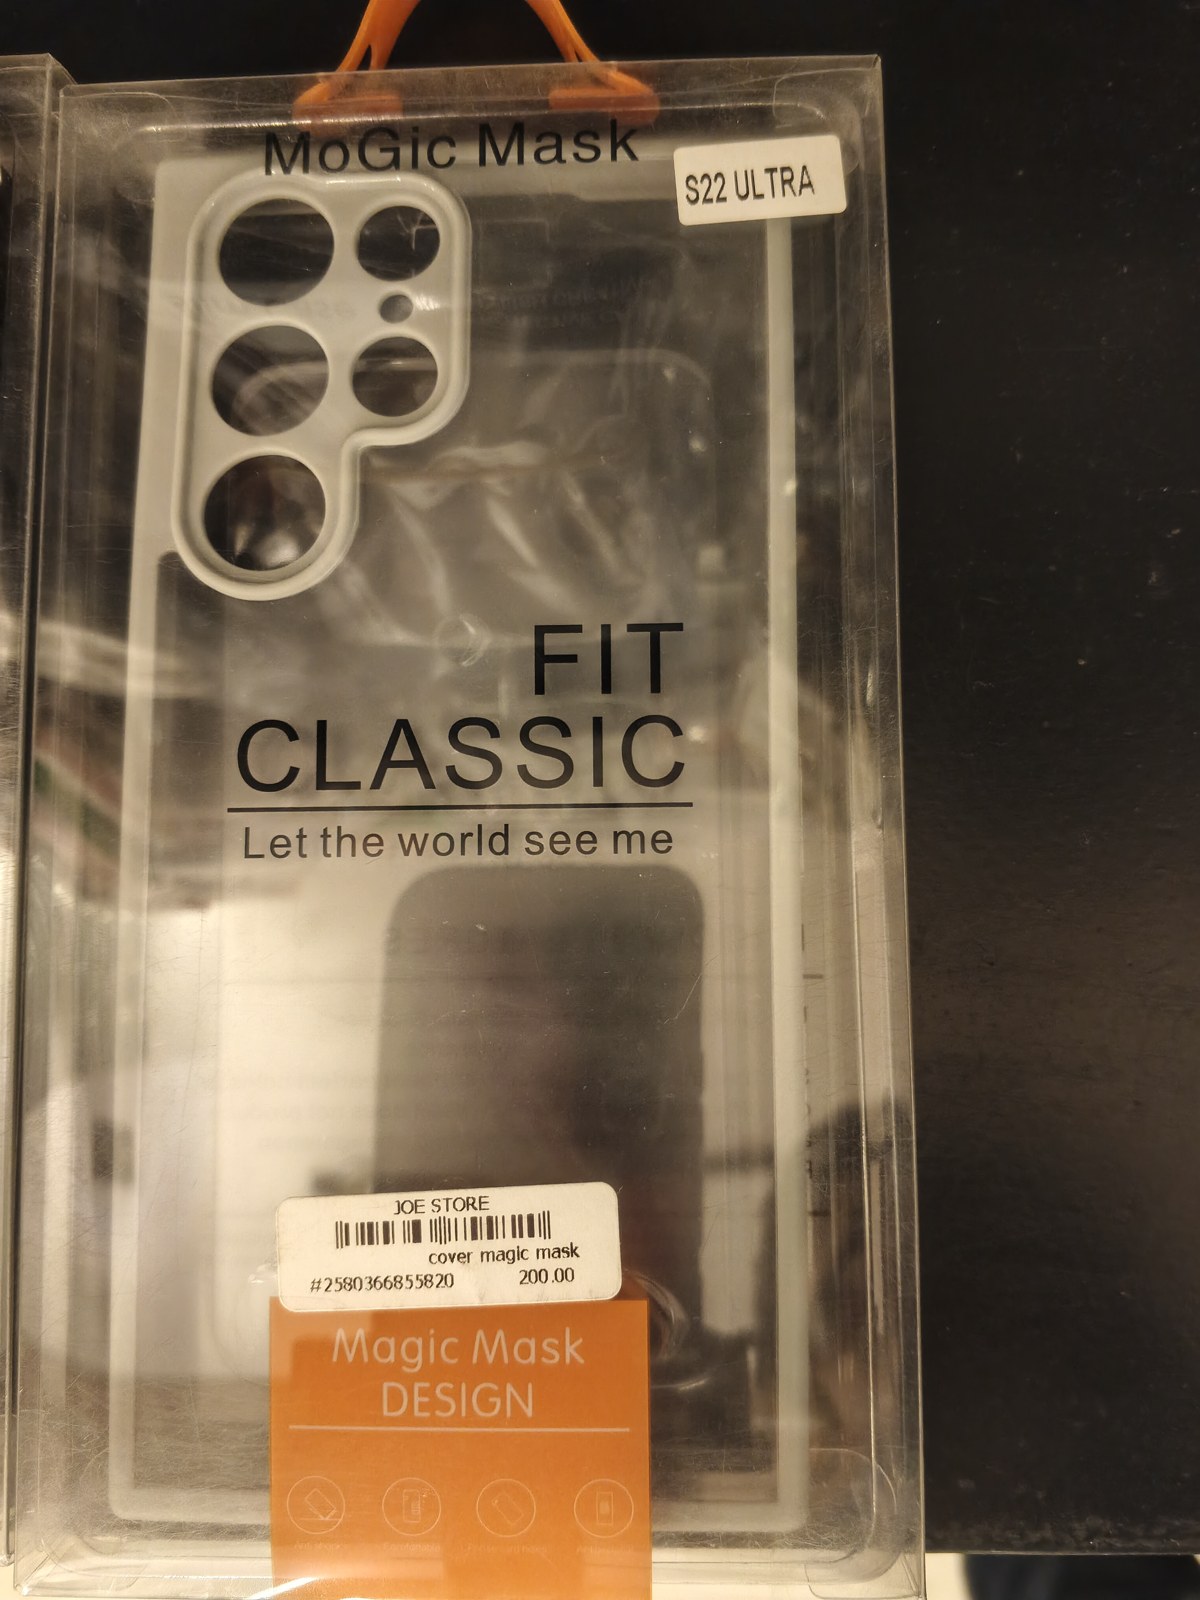 MoGic Mask
S22 ULTRA
FIT
CLASSIC
Let the world see me
JOE STORE
cover magic mask
#2580366855820 200.00
Magic Mask
DESIGN